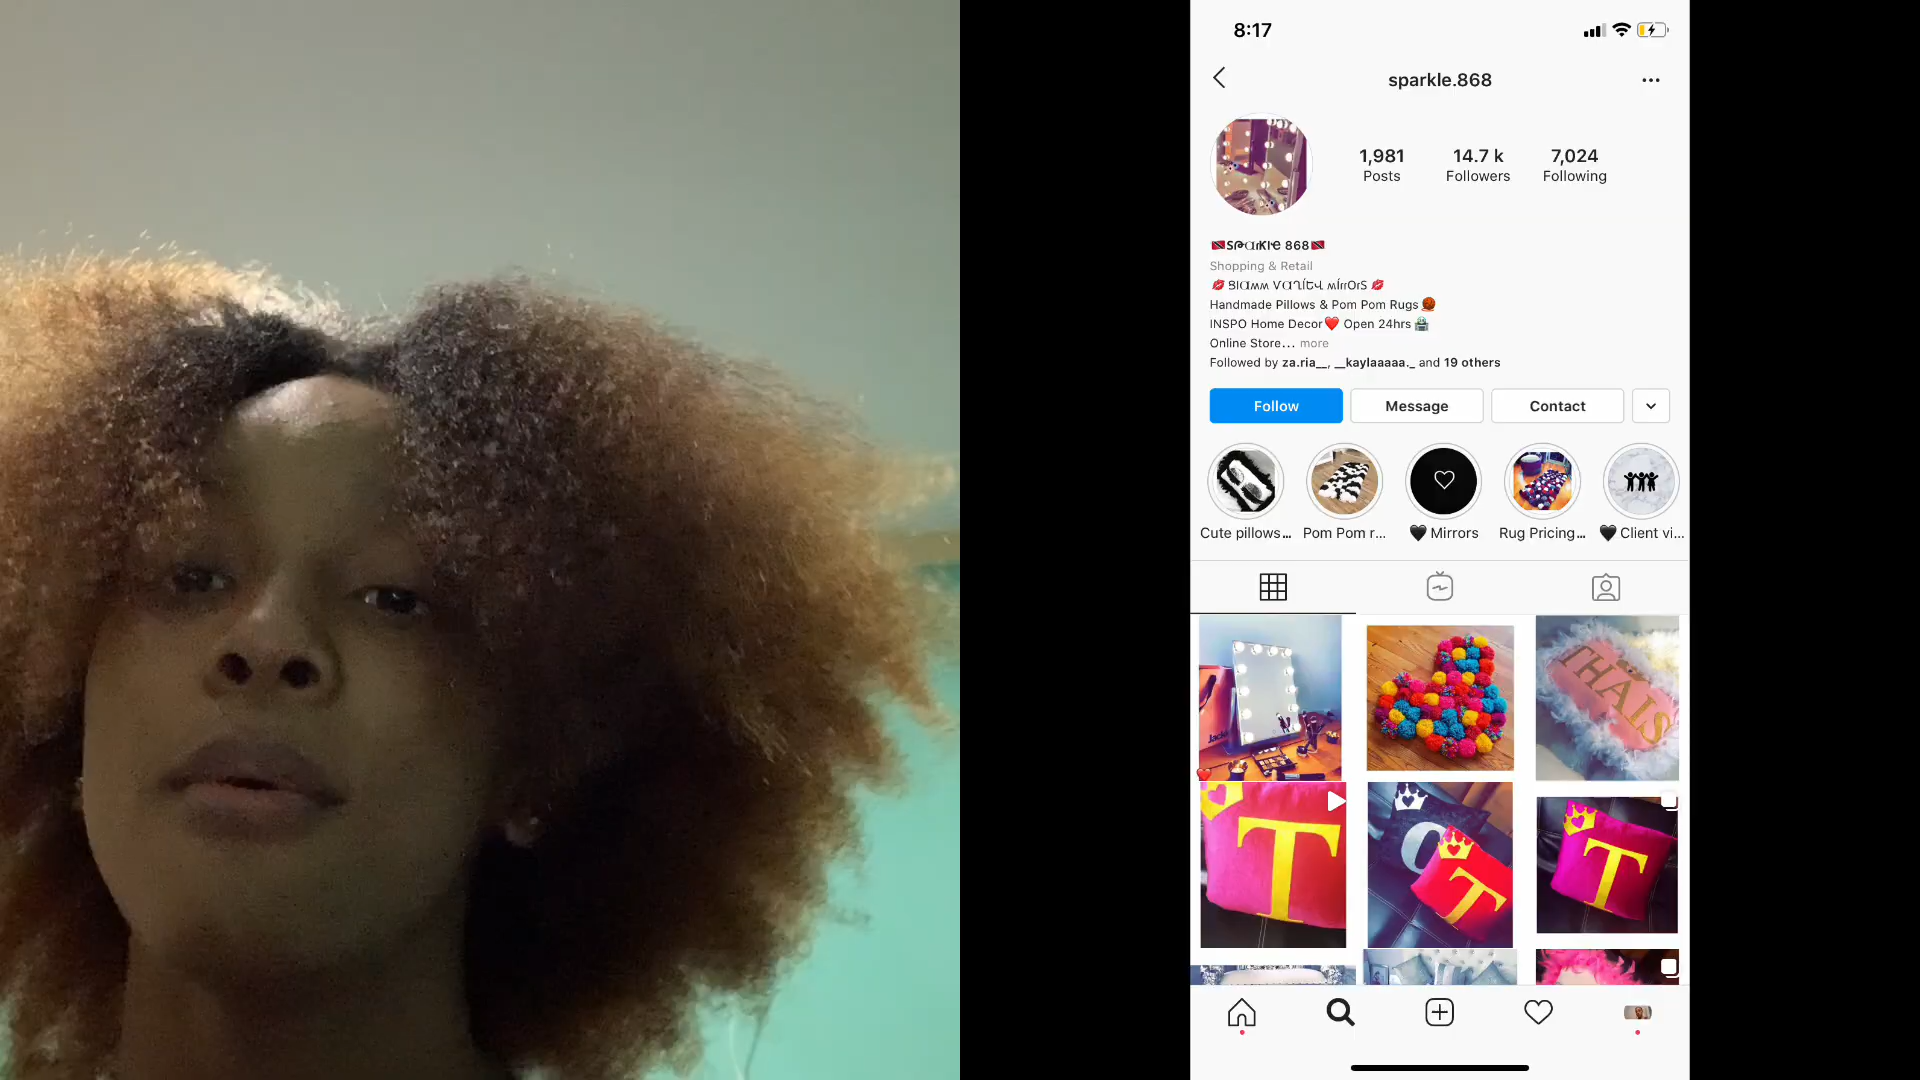 8:17
sparkle.868
1,981
Posts
14.7 k
Followers
7,024
Following
868
Shopping & Retail
Handmade Pillows & Pom Pom Rugs
INSPO Home Decor❤️ Open 24hrs
Online Store... more
Followed by za.ria__, __kaylaaaaa._ and 19 others
Follow
Message
Contact
Cute pillows...
Pom Pom r...
🖤 Mirrors
Rug Pricing...
🖤 Client vi...
THAIS
T
T
T